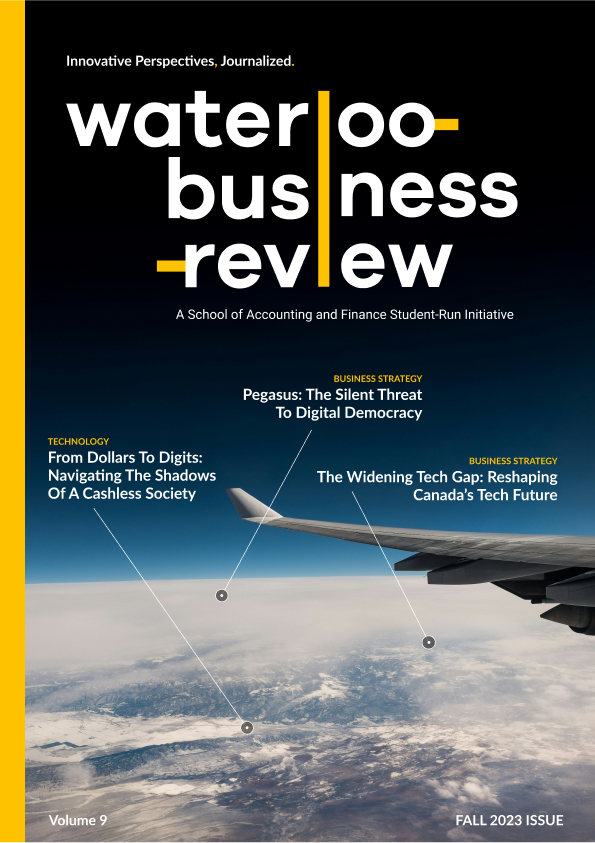 Innovative Perspectives, Journalized.
waterloo-
business
-review
A School of Accounting and Finance Student-Run Initiative
BUSINESS STRATEGY
Pegasus: The Silent Threat
To Digital Democracy
TECHNOLOGY
From Dollars To Digits:
Navigating The Shadows
Of A Cashless Society
BUSINESS STRATEGY
The Widening Tech Gap: Reshaping
Canada's Tech Future
Volume 9
FALL 2023 ISSUE